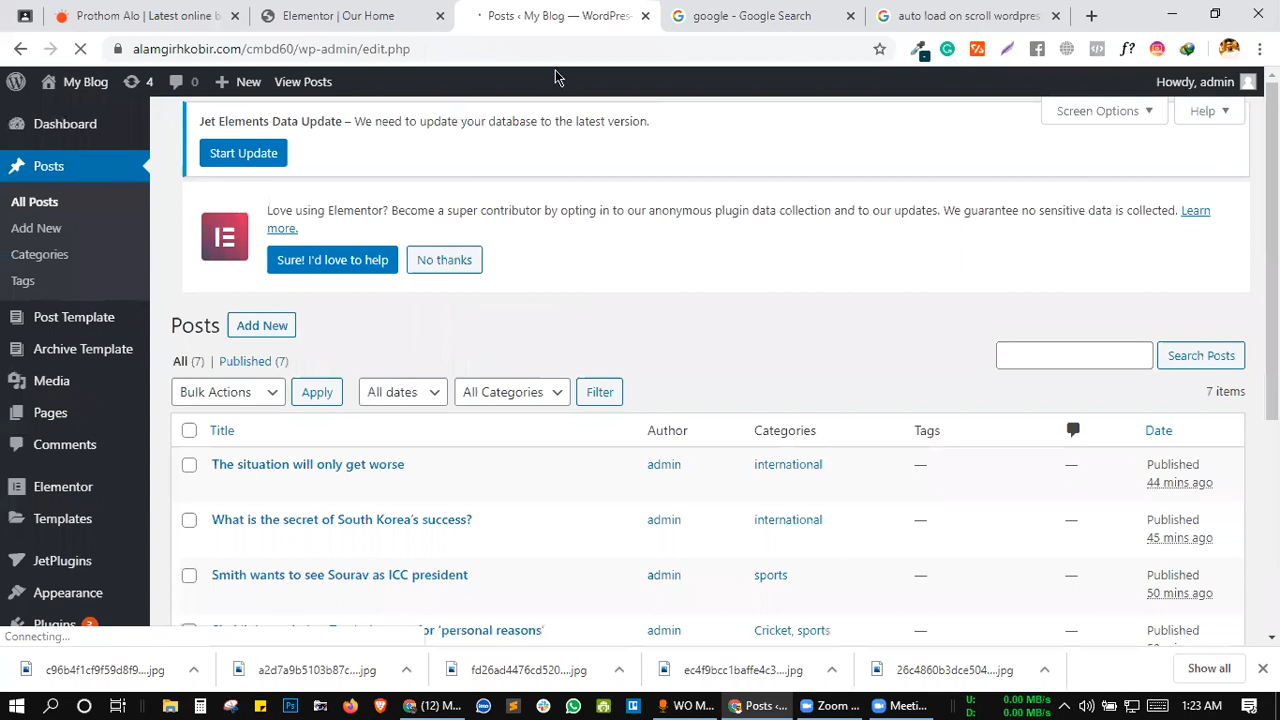 Prothom Alo | Latest online b
Elementor | Our Home
Posts ‹ My Blog — WordPres
google - Google Search
auto load on scroll wordpres
alamgirhkobir.com/cmbd60/wp-admin/edit.php
My Blog
4
0
New
View Posts
Howdy, admin
Dashboard
Posts
All Posts
Add New
Categories
Tags
Post Template
Archive Template
Media
Pages
Comments
Elementor
Templates
JetPlugins
Appearance
Plugins
Connecting...
Screen Options
Help
Jet Elements Data Update – We need to update your database to the latest version.
Start Update
Love using Elementor? Become a super contributor by opting in to our anonymous plugin data collection and to our updates. We guarantee no sensitive data is collected. Learn
more.
Sure! I'd love to help
No thanks
Posts
Add New
All (7) | Published (7)
Search Posts
Bulk Actions
Apply
All dates
All Categories
Filter
7 items
Title
Author
Categories
Tags
Date
The situation will only get worse
admin
international
—
—
Published
44 mins ago
What is the secret of South Korea's success?
admin
international
—
—
Published
45 mins ago
Smith wants to see Sourav as ICC president
admin
sports
—
—
Published
50 mins ago
for 'personal reasons'
admin
Cricket, sports
—
—
Published
c96b4f1cf9f59d8f9....jpg
a2d7a9b5103b87c....jpg
fd26ad4476cd520....jpg
ec4f9bcc1baffe4c3....jpg
26c4860b3dce504....jpg
Show all
(12) M...
WO M...
Posts ‹...
Zoom ...
Meeti...
U: 0.00 MB/s
D: 0.00 MB/s
1:23 AM